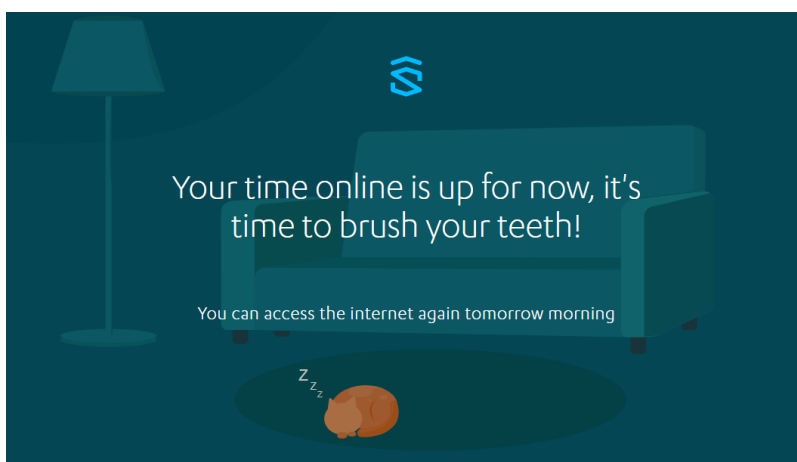 Your time online is up for now, it's
time to brush your teeth!
You can access the internet again tomorrow morning
z
z
z